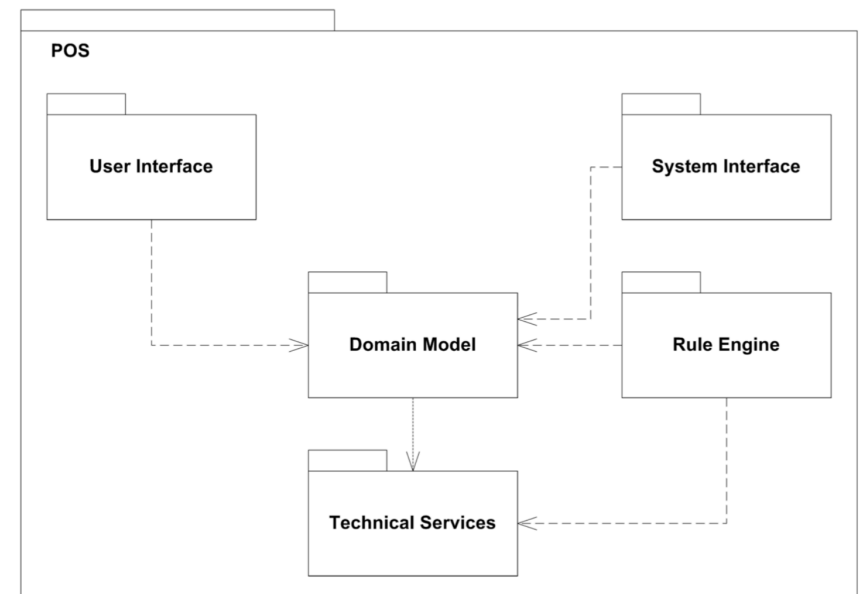 POS
User Interface
System Interface
Domain Model
Rule Engine
Technical Services